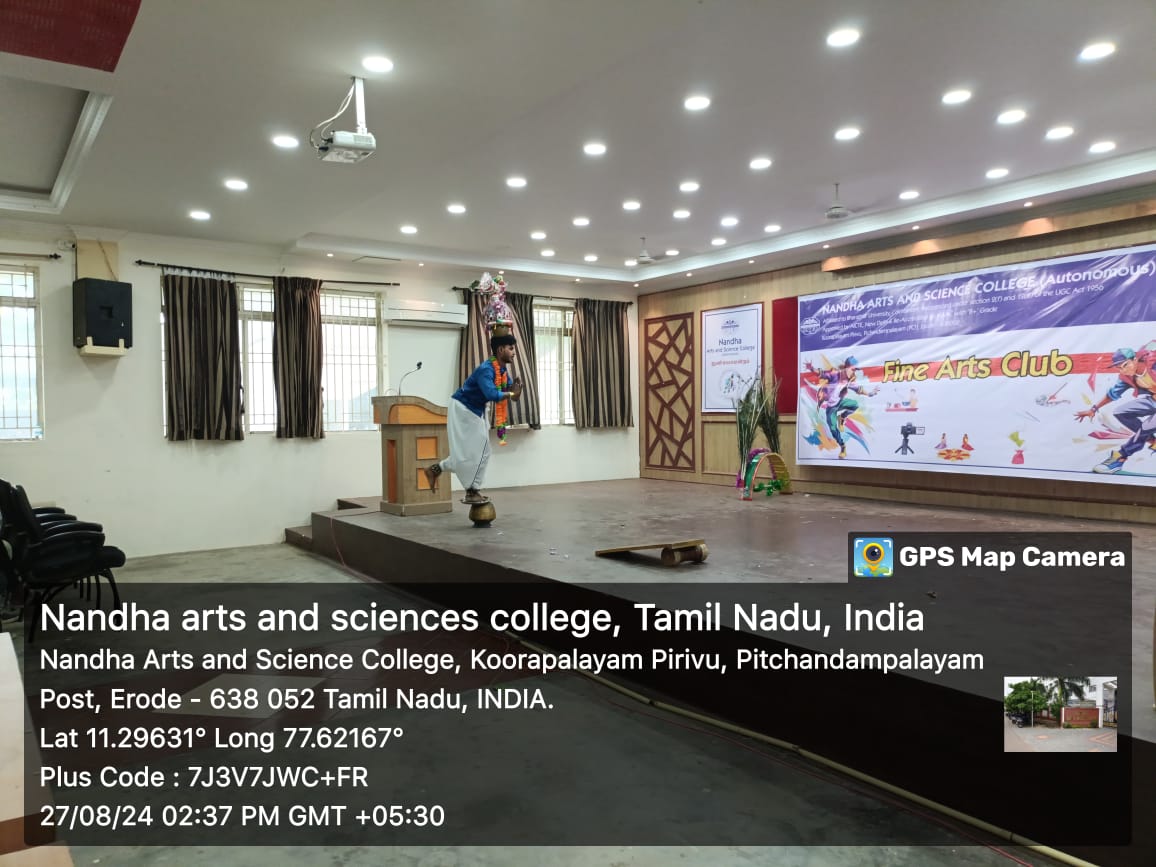 NANDHA ARTS AND SCIENCE COLLEGE (Autonomous)
Fine Arts Club
Nandha
Arts and Science College
GPS Map Camera
Nandha arts and sciences college, Tamil Nadu, India
Nandha Arts and Science College, Koorapalayam Pirivu, Pitchandampalayam
Post, Erode - 638 052 Tamil Nadu, INDIA.
Lat 11.29631° Long 77.62167°
Plus Code : 7J3V7JWC+FR
27/08/24 02:37 PM GMT +05:30